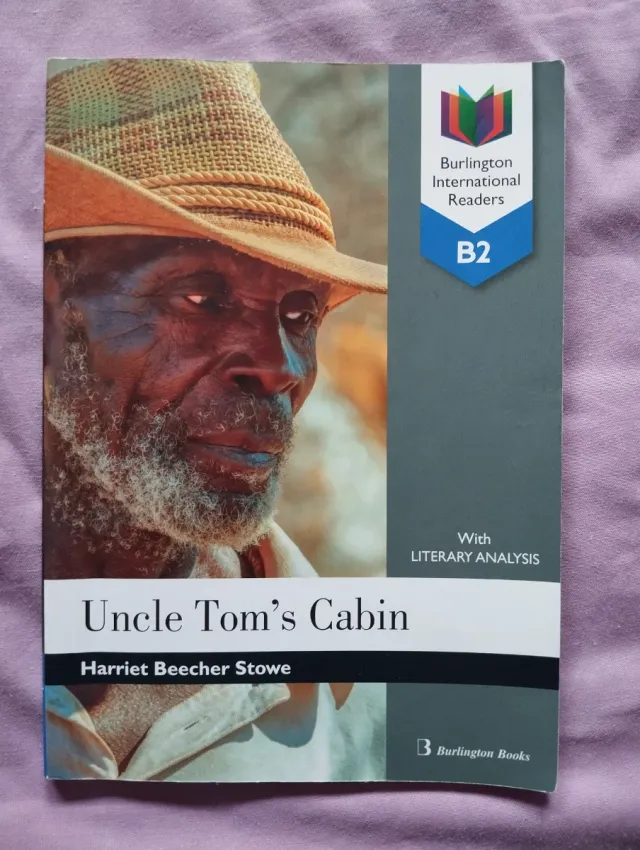 Burlington
International
Readers
B2
With
LITERARY ANALYSIS
Uncle Tom's Cabin
Harriet Beecher Stowe
B Burlington Books